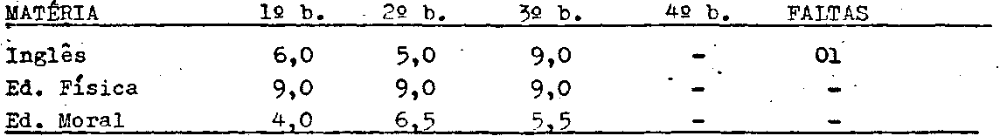 MATÉRIA 1º b. 2º b. 3º b. 4º b. FALTAS
Inglês 6,0 5,0 9,0 - 01
Ed. Física 9,0 9,0 9,0 - -
Ed. Moral 4,0 6,5 5,5 - -